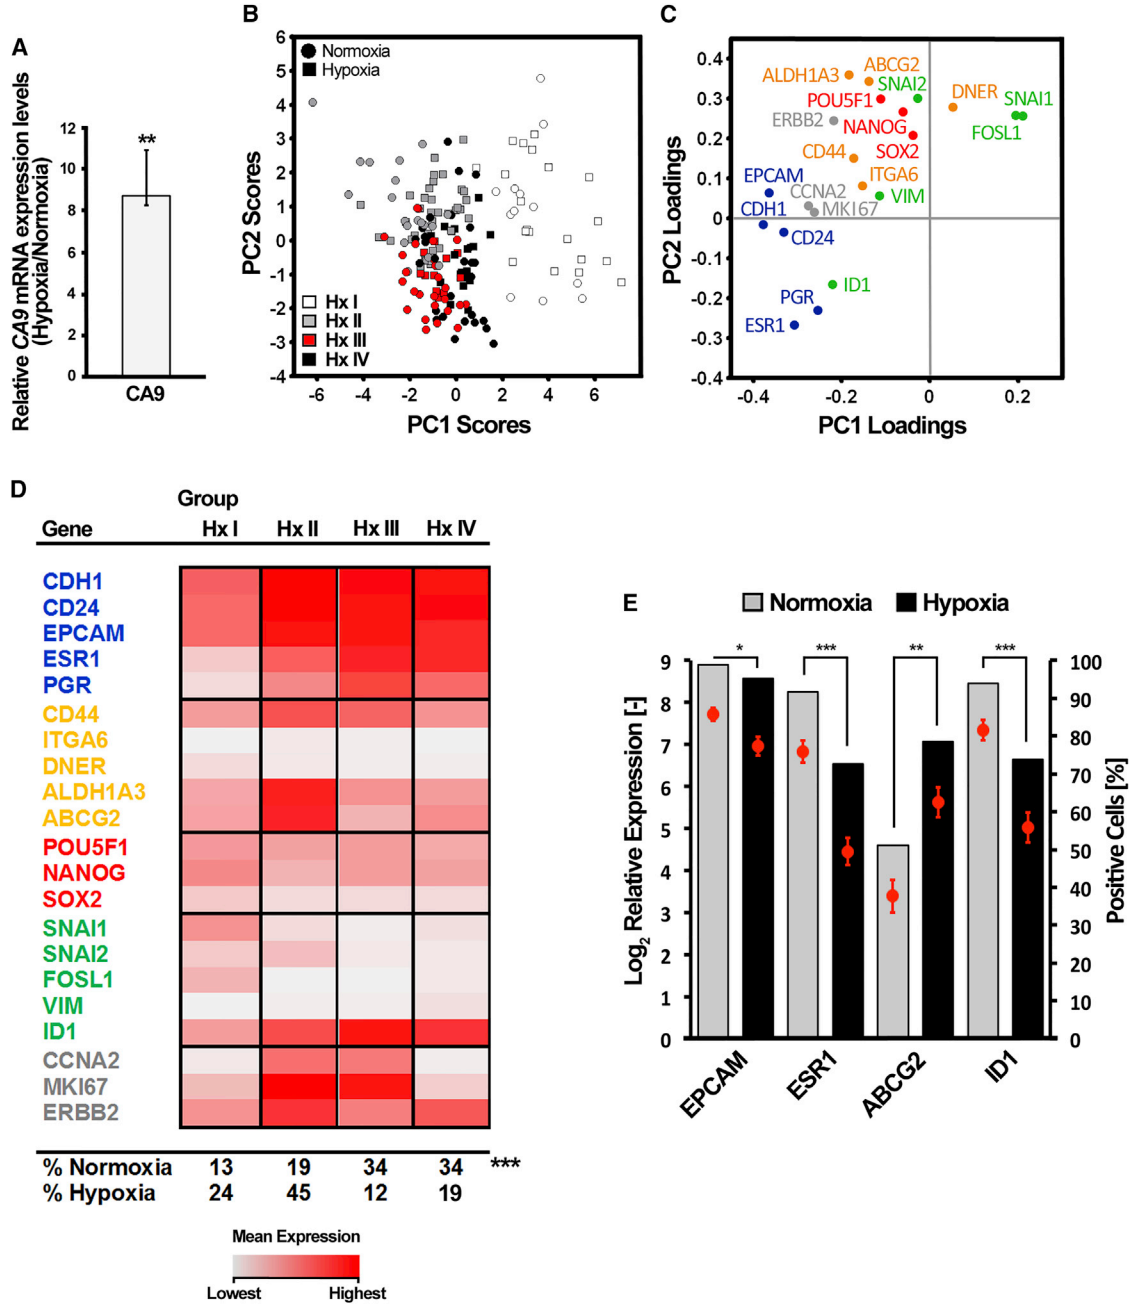 A
Relative CA9 mRNA expression levels
(Hypoxia/Normoxia)
12
10
8
6
4
2
0
**
CA9
B
PC2 Scores
6
5
4
3
2
1
0
-1
-2
-3
-4
Normoxia
Hypoxia
Hx I
Hx II
Hx III
Hx IV
-6 -4 -2 0 2 4 6
PC1 Scores
C
PC2 Loadings
0.4
0.3
0.2
0.1
0
-0.1
-0.2
-0.3
-0.4
ALDH1A3
ABCG2
SNAI2
POU5F1
DNER
SNAI1
FOSL1
ERBB2
NANOG
SOX2
CD44
ITGA6
EPCAM
CCNA2
VIM
CDH1
MKI67
CD24
ID1
PGR
ESR1
-0.4 -0.2 0 0.2
PC1 Loadings
D
Group
Gene Hx I Hx II Hx III Hx IV
CDH1
CD24
EPCAM
ESR1
PGR
CD44
ITGA6
DNER
ALDH1A3
ABCG2
POU5F1
NANOG
SOX2
SNAI1
SNAI2
FOSL1
VIM
ID1
CCNA2
MKI67
ERBB2
% Normoxia 13 19 34 34 ***
% Hypoxia 24 45 12 19
Mean Expression
Lowest Highest
E
Normoxia Hypoxia
* *** ** ***
Log2 Relative Expression [-]
9
8
7
6
5
4
3
2
1
0
100
90
80
70
60
50
40
30
20
10
0
Positive Cells [%]
EPCAM
ESR1
ABCG2
ID1